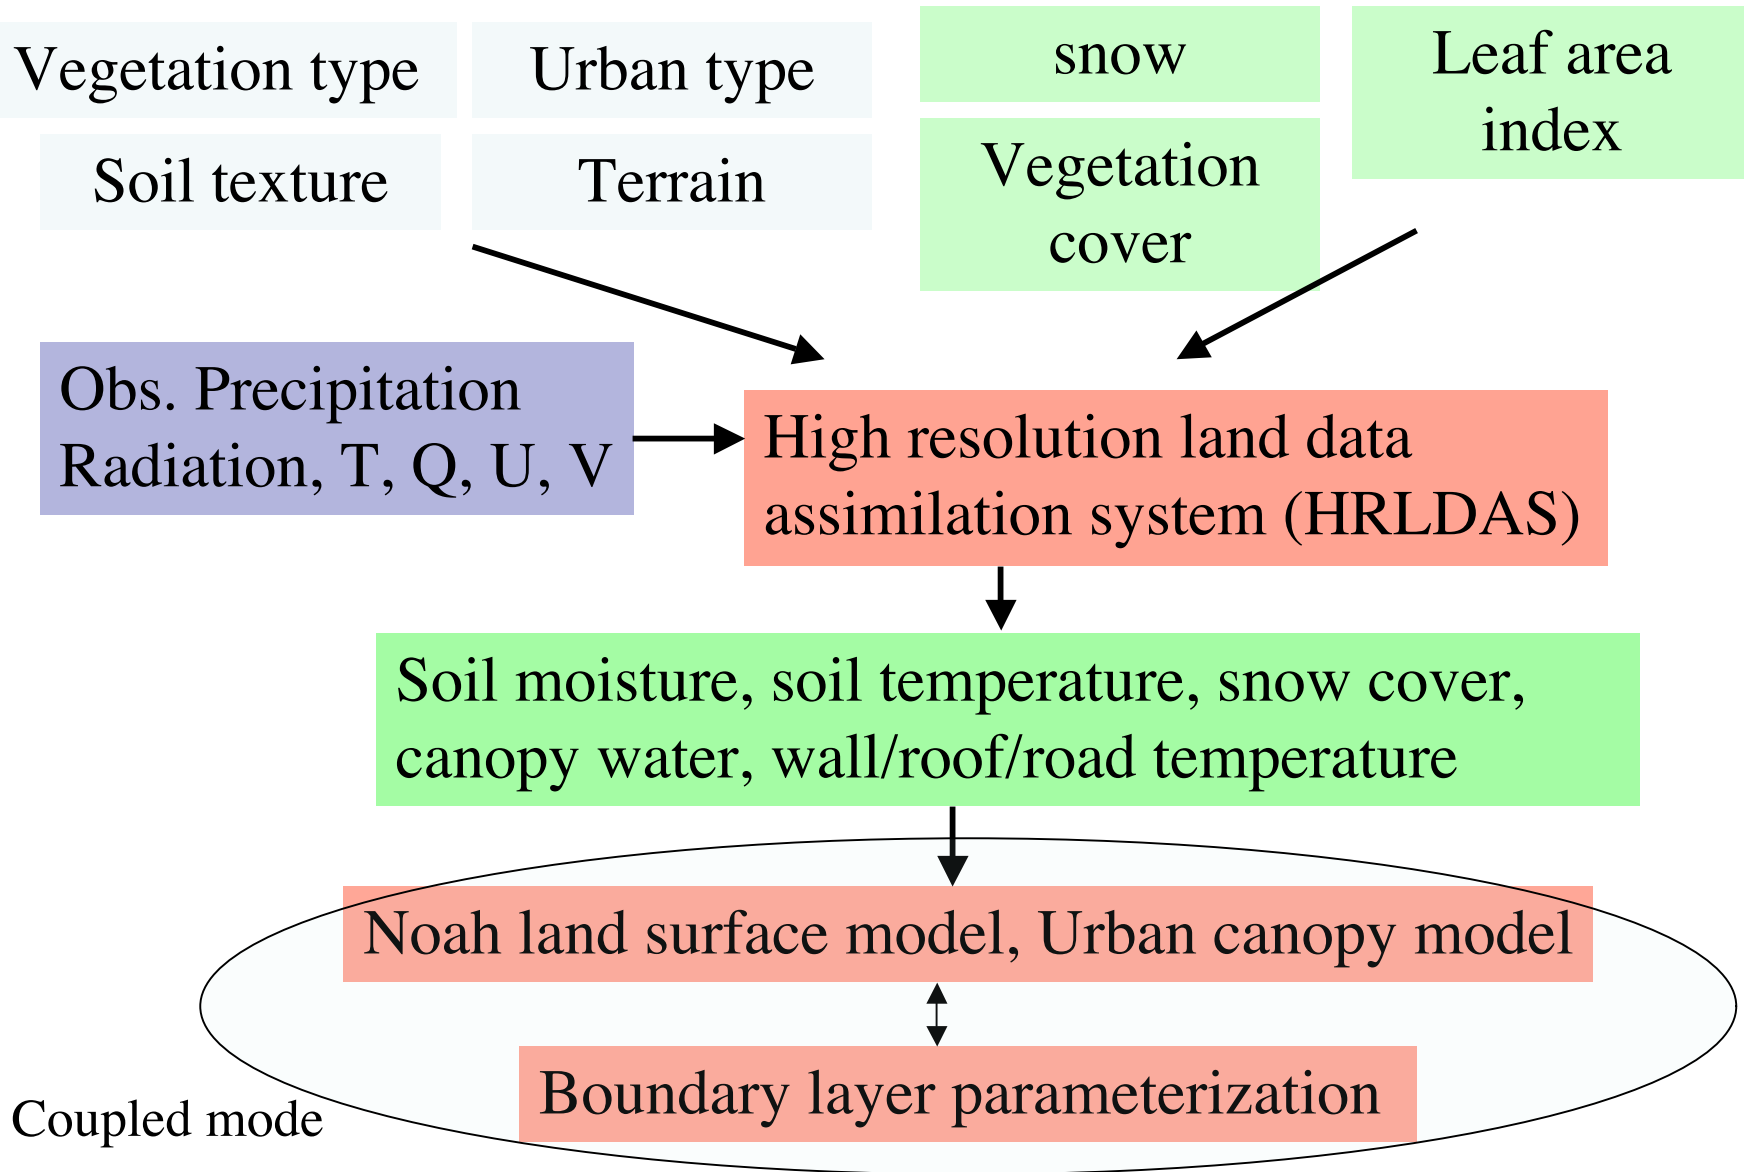 Vegetation type
Urban type
Soil texture
Terrain
snow
Vegetation
cover
Leaf area
index
Obs. Precipitation
Radiation, T, Q, U, V
High resolution land data
assimilation system (HRLDAS)
Soil moisture, soil temperature, snow cover,
canopy water, wall/roof/road temperature
Noah land surface model, Urban canopy model
Boundary layer parameterization
Coupled mode